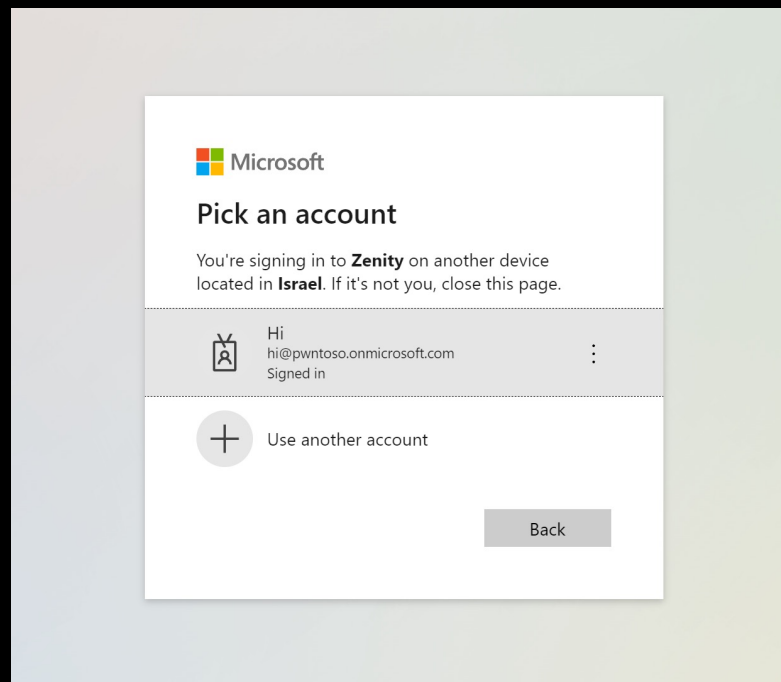 Microsoft
Pick an account
You're signing in to Zenity on another device
located in Israel. If it's not you, close this page.
Hi
hi@pwntoso.onmicrosoft.com
Signed in
Use another account
Back